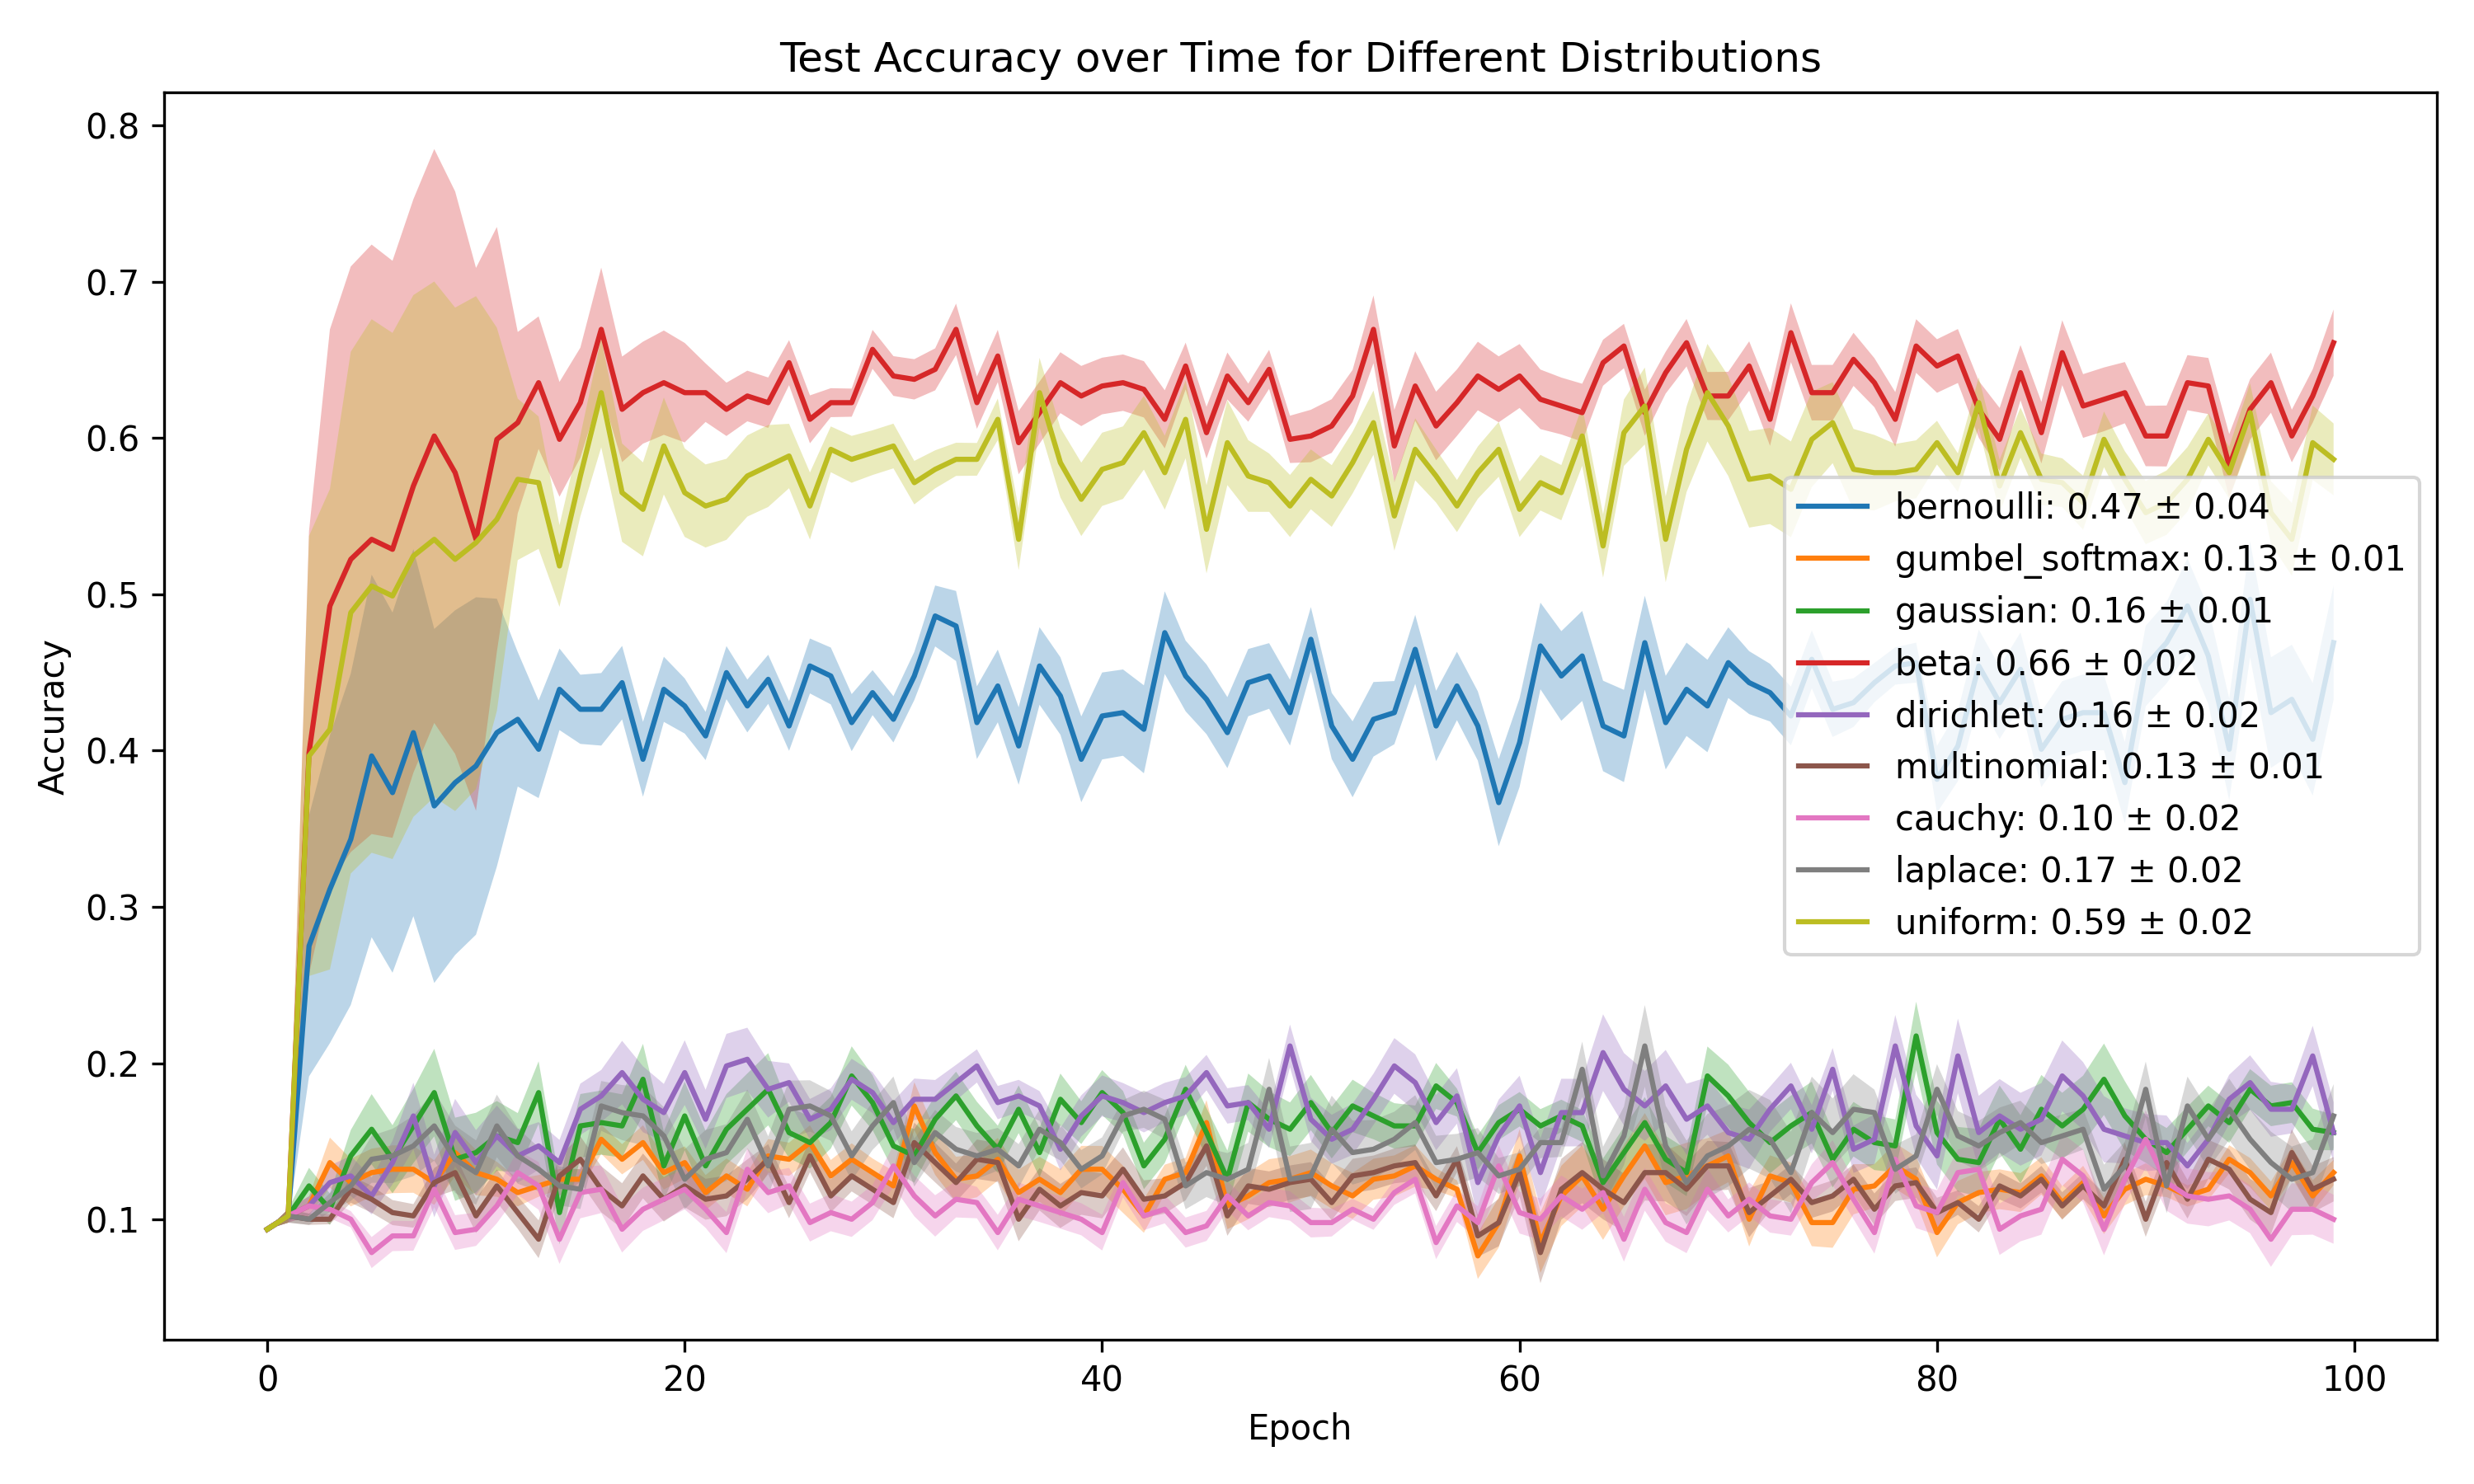 Test Accuracy over Time for Different Distributions
0.8
0.7
0.6
0.5
0.4
0.3
0.2
0.1
Accuracy
bernoulli: 0.47 ± 0.04
gumbel_softmax: 0.13 ± 0.01
gaussian: 0.16 ± 0.01
beta: 0.66 ± 0.02
dirichlet: 0.16 ± 0.02
multinomial: 0.13 ± 0.01
cauchy: 0.10 ± 0.02
laplace: 0.17 ± 0.02
uniform: 0.59 ± 0.02
0 20 40 60 80 100
Epoch